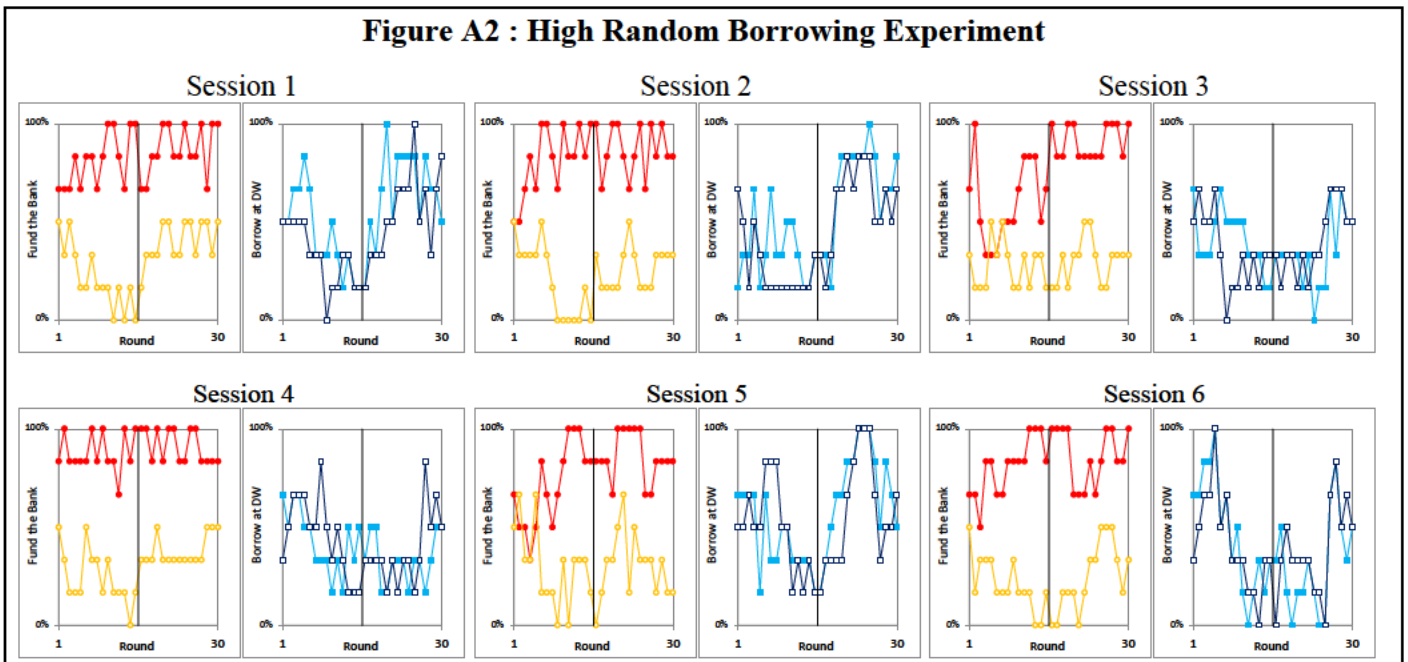 Figure A2 : High Random Borrowing Experiment
Session 1
Session 2
Session 3
100%
Fund the Bank
0%
1
Round
30
100%
Borrow at DW
0%
1
Round
30
100%
Fund the Bank
0%
1
Round
30
100%
Borrow at DW
0%
1
Round
30
100%
Fund the Bank
0%
1
Round
30
100%
Borrow at DW
0%
1
Round
30
Session 4
Session 5
Session 6
100%
Fund the Bank
0%
1
Round
30
100%
Borrow at DW
0%
1
Round
30
100%
Fund the Bank
0%
1
Round
30
100%
Borrow at DW
0%
1
Round
30
100%
Fund the Bank
0%
1
Round
30
100%
Borrow at DW
0%
1
Round
30